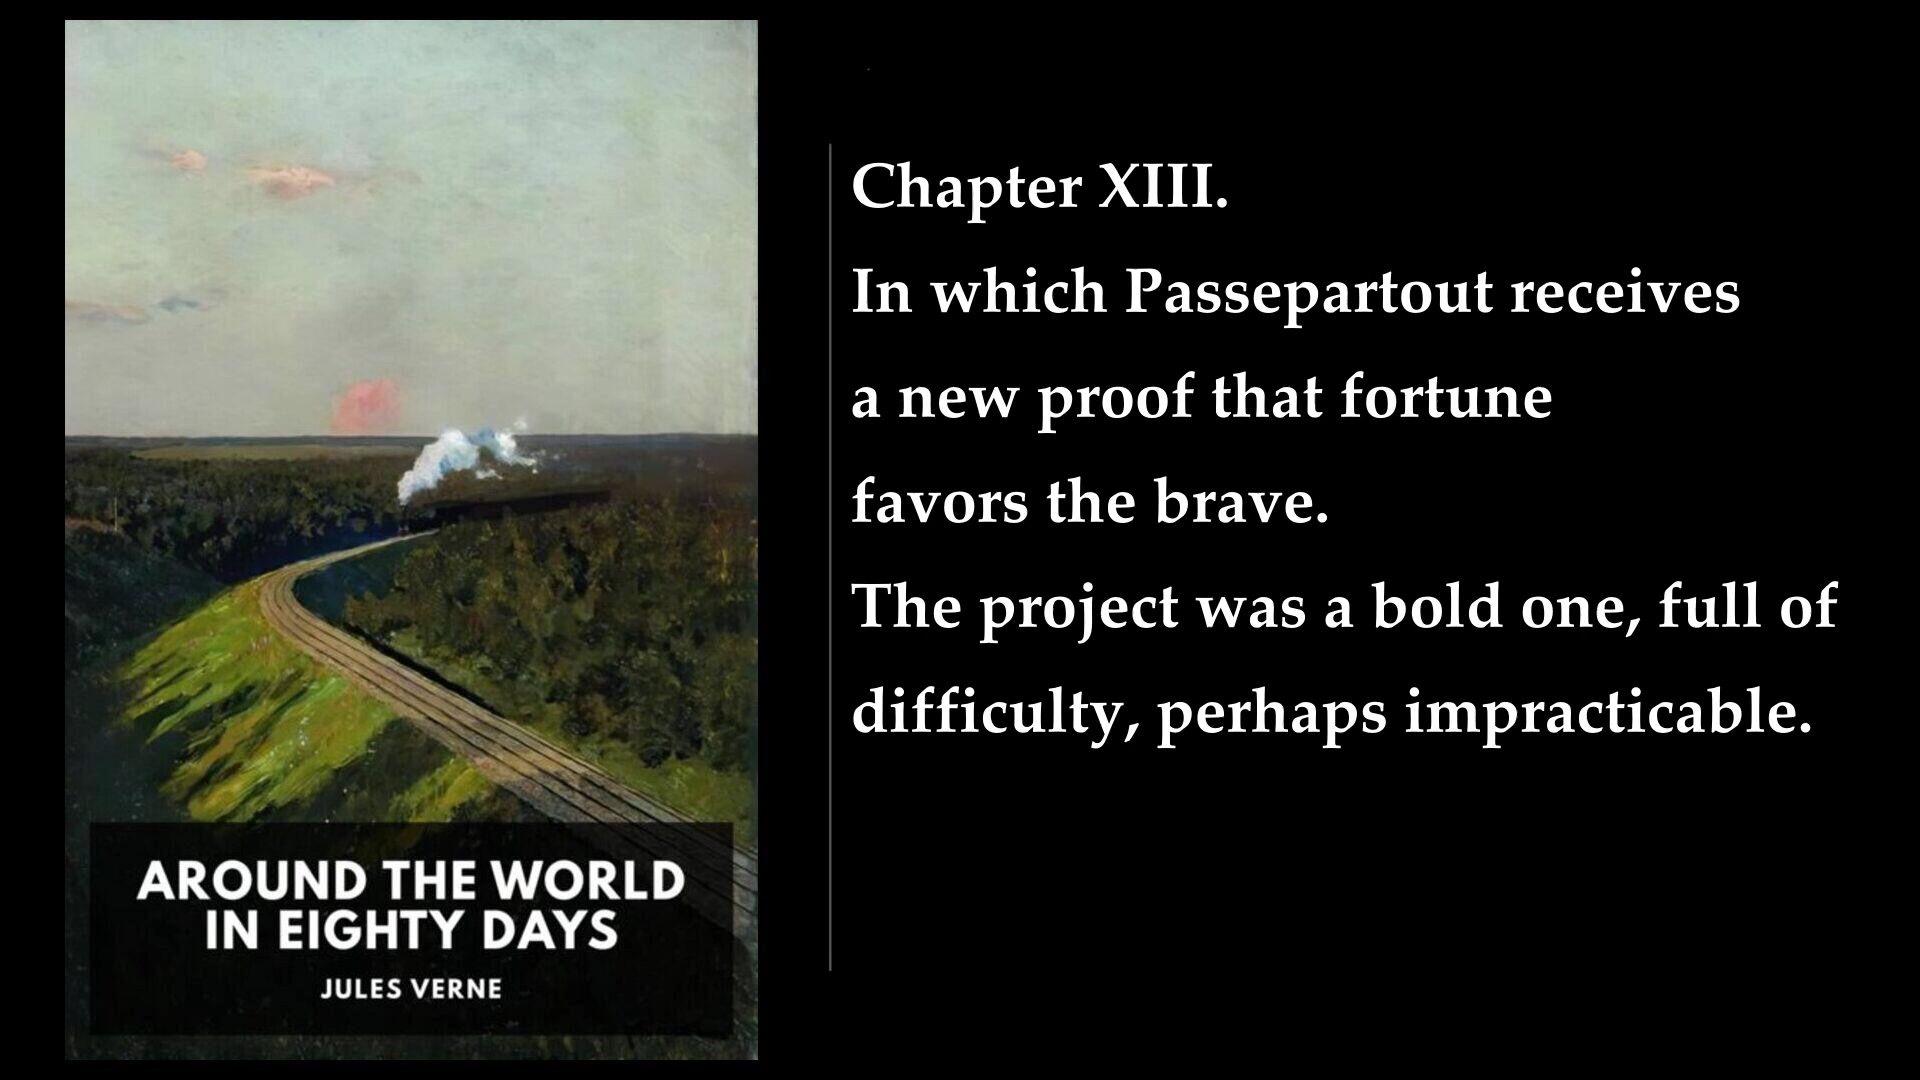 AROUND THE WORLD
IN EIGHTY DAYS
JULES VERNE
Chapter XIII.
In which Passepartout receives
a new proof that fortune
favors the brave.
The project was a bold one, full of
difficulty, perhaps impracticable.